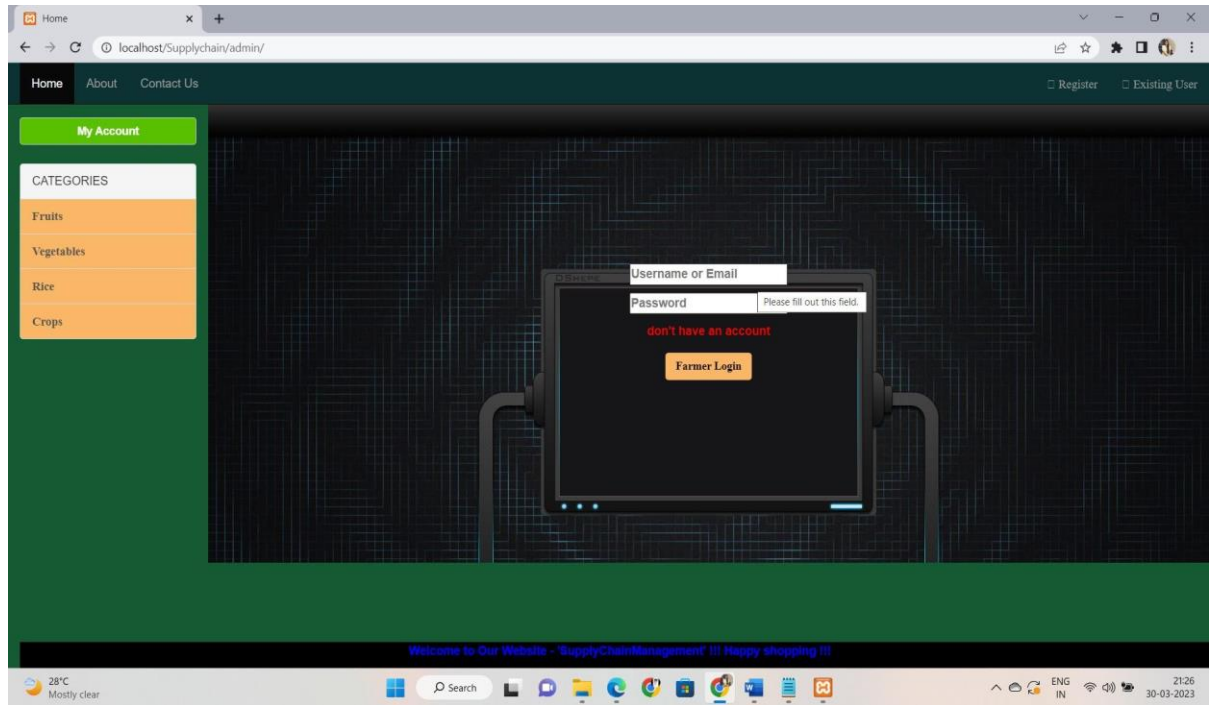 Home
localhost/Supplychain/admin/
Home About Contact Us
Register Existing User
My Account
CATEGORIES
Fruits
Vegetables
Rice
Crops
Username or Email
Password
Please fill out this field.
don't have an account
Farmer Login
Welcome to Our Website - 'SupplyChainManagement' !!! Happy shopping !!!
28°C
Mostly clear
Search
ENG
IN
21:26
30-03-2023